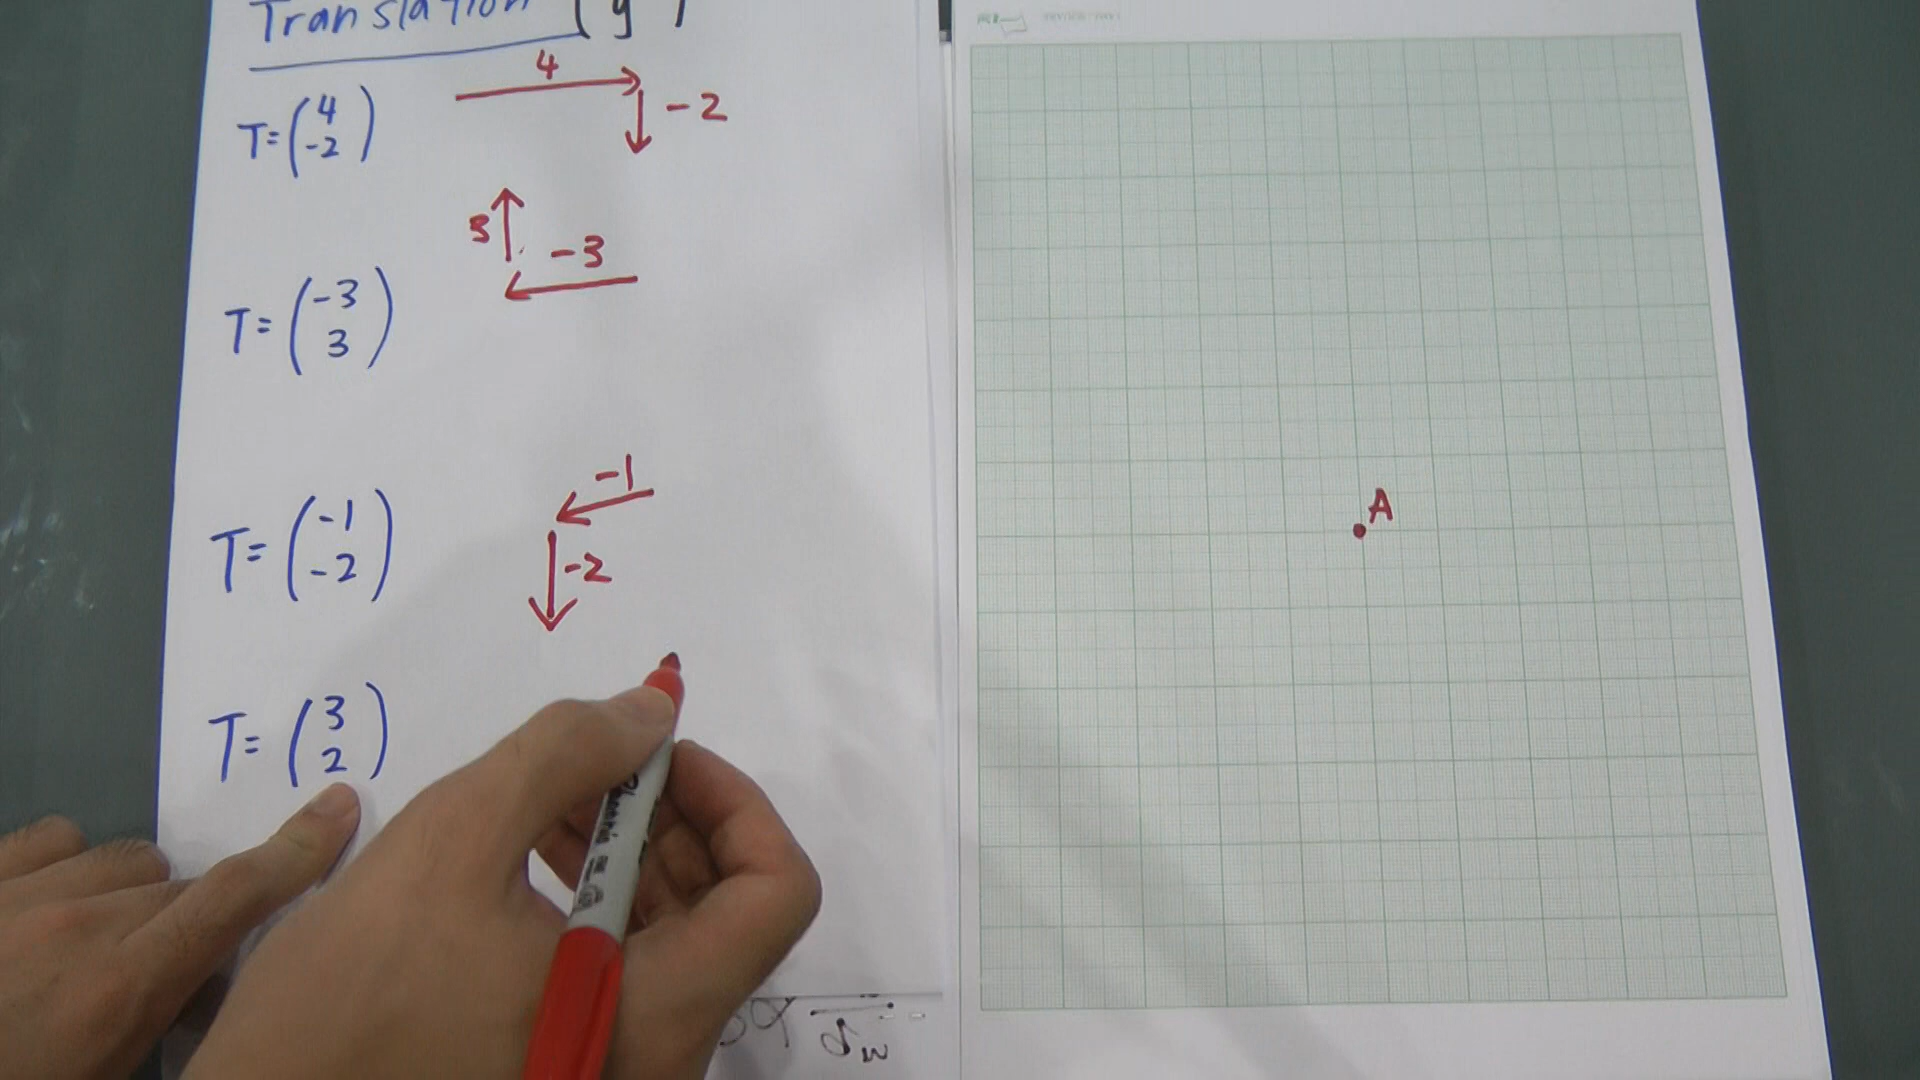 Translation (y)
T= (4
-2)
4
-2
T= (-3
3)
3
-3
T= (-1
-2)
-1
-2
T= (3
2)
A